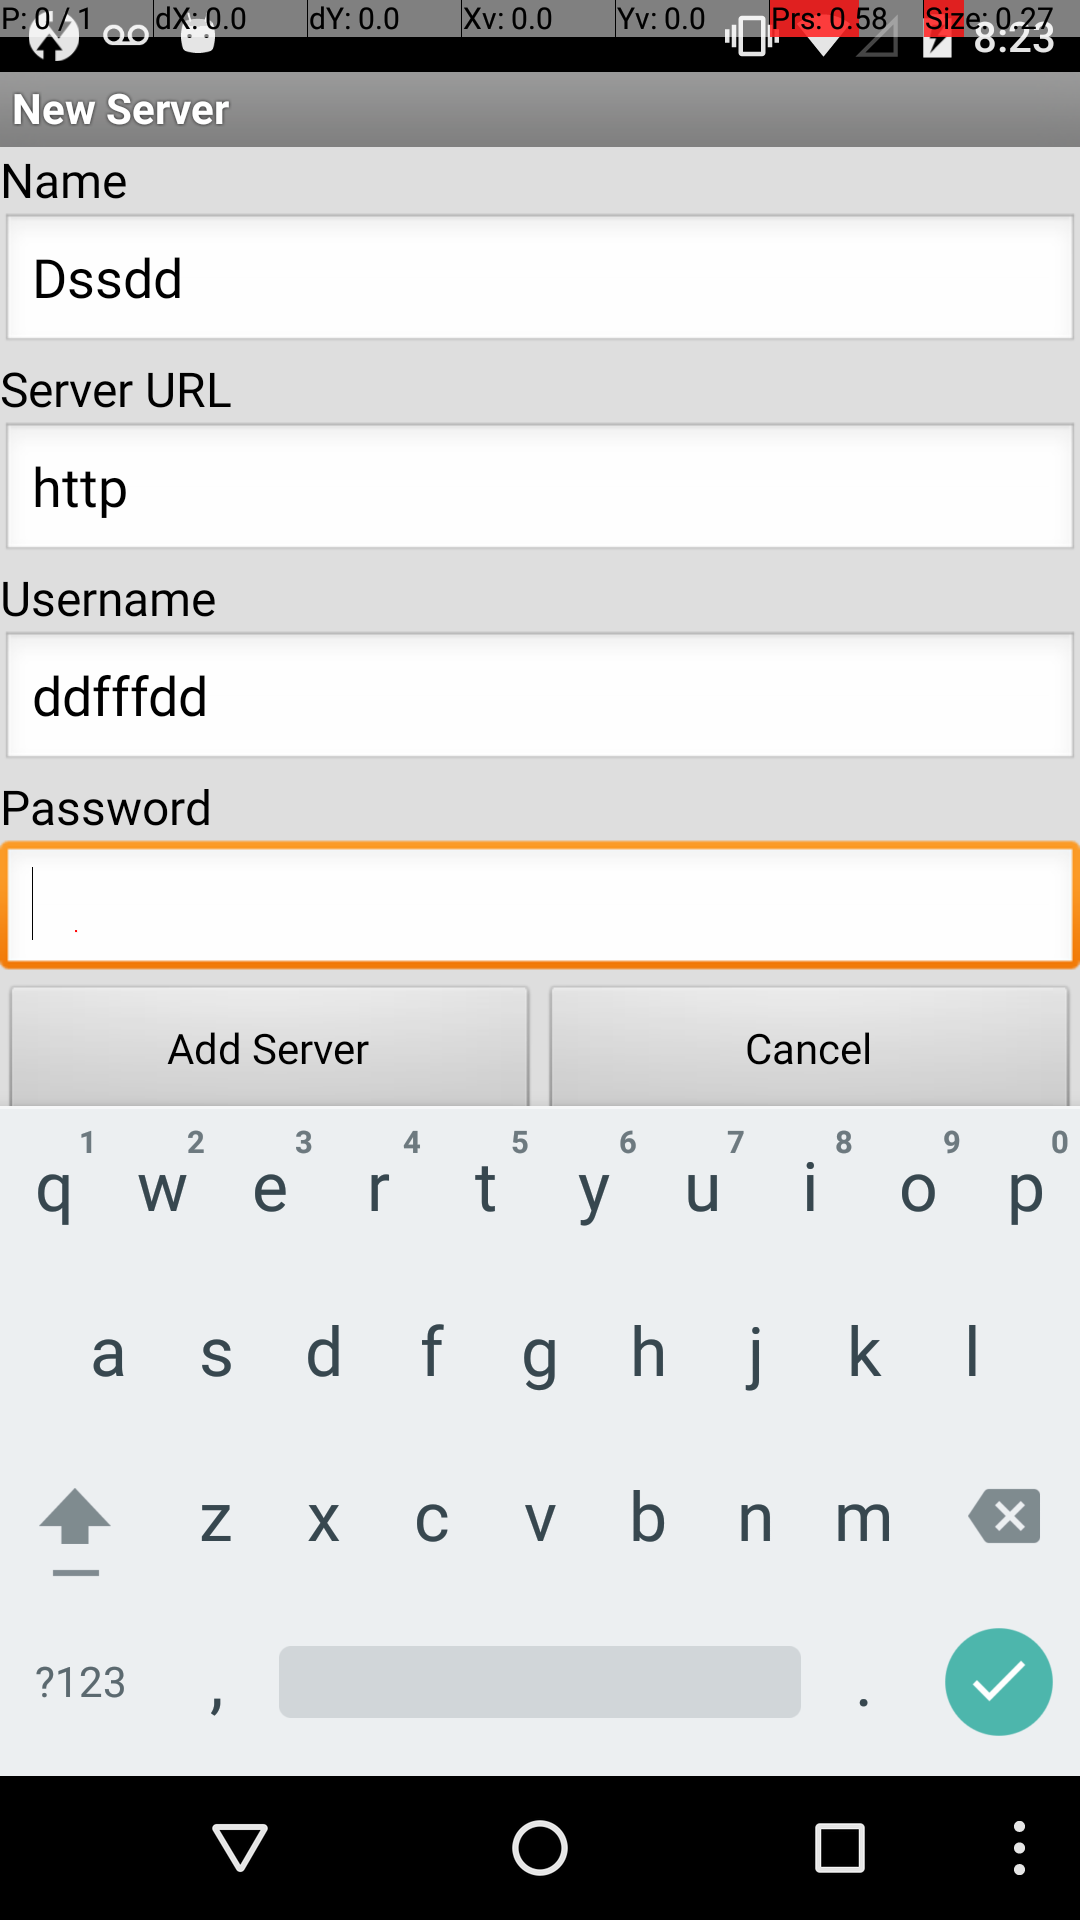 P: 0 / 1 dX: 0.0 dY: 0.0 Xv: 0.0 Yv: 0.0 Prs: 0.58 Size: 0.27
8:23
New Server
Name
Dssdd
Server URL
http
Username
ddfffdd
Password
Add Server Cancel
1 2 3 4 5 6 7 8 9 0
q w e r t y u i o p
a s d f g h j k l
z x c v b n m
?123 , .